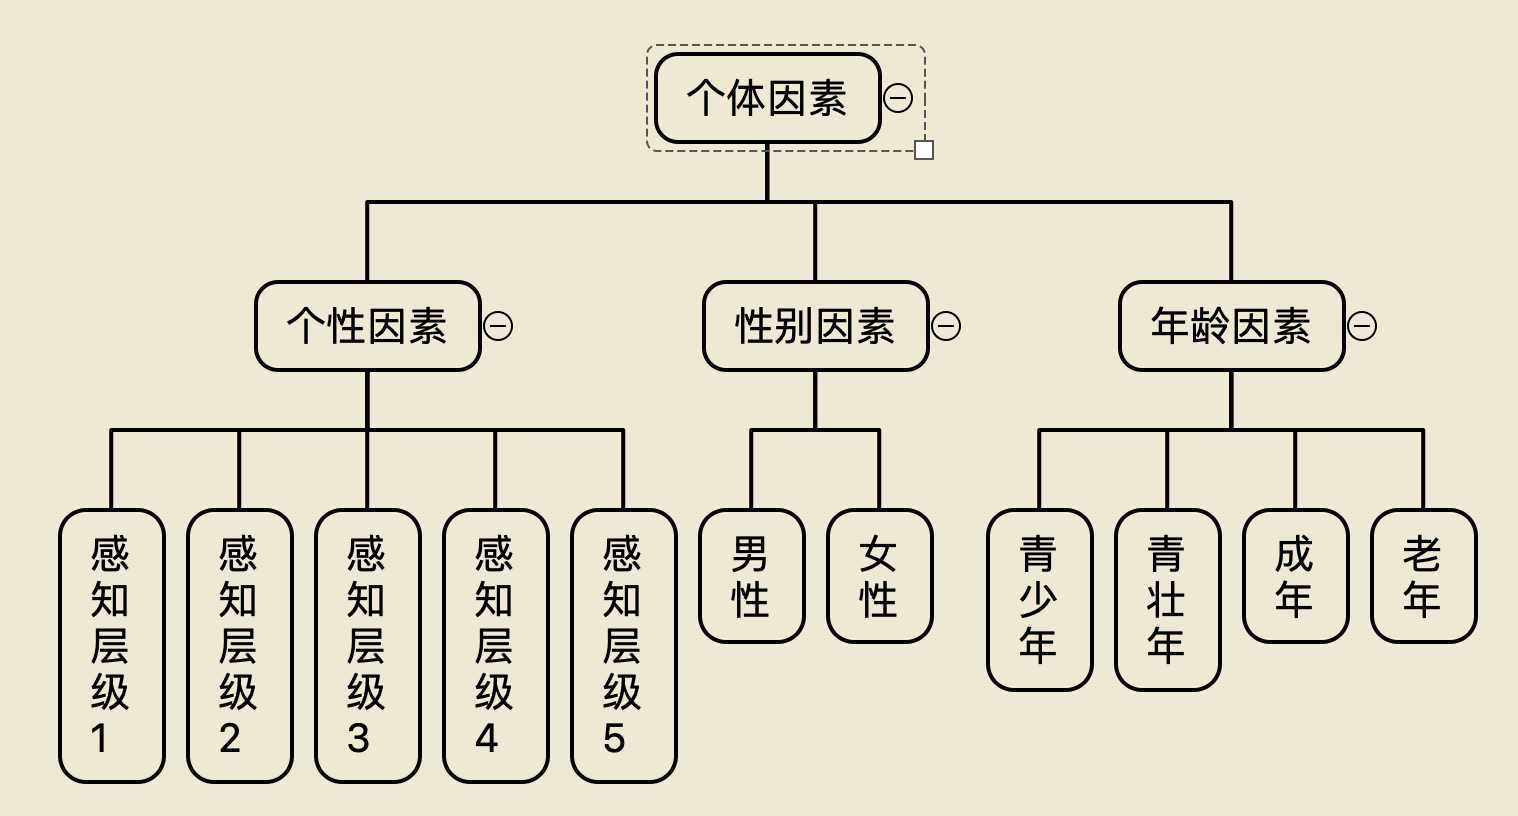 个体因素
个性因素
性别因素
年龄因素
感知层级1
感知层级2
感知层级3
感知层级4
感知层级5
男性
女性
青少年
青壮年
成年
老年